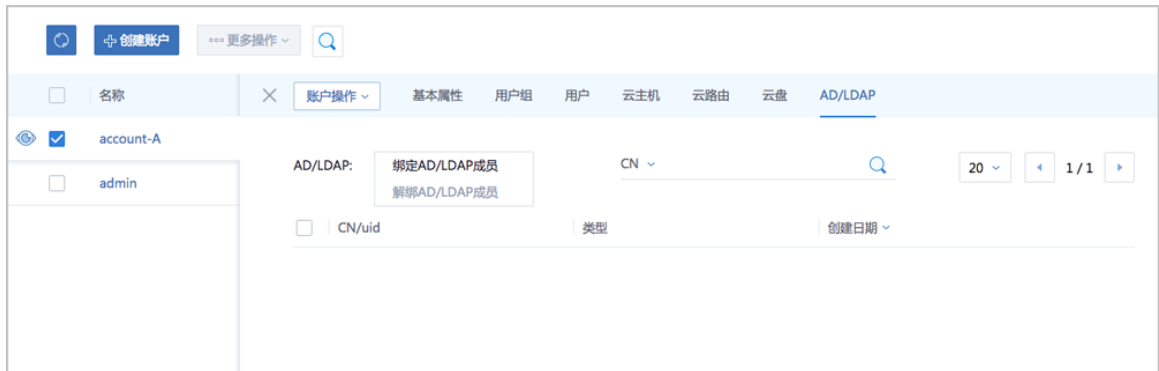 创建账户 更多操作
名称 账户操作 基本属性 用户组 用户 云主机 云路由 云盘 AD/LDAP
account-A
AD/LDAP: 绑定AD/LDAP成员 CN 20 1 / 1
admin
解绑AD/LDAP成员
CN/uid 类型 创建日期